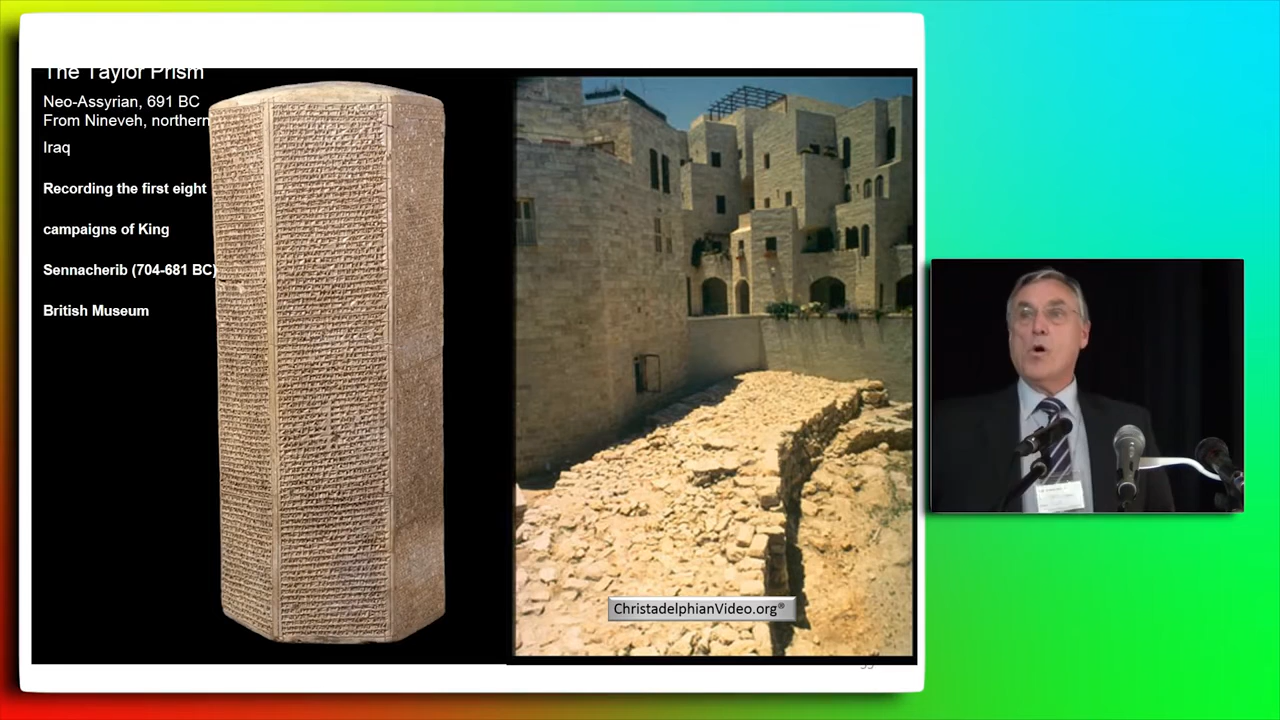 The Taylor Prism
Neo-Assyrian, 691 BC
From Nineveh, northern
Iraq
Recording the first eight
campaigns of King
Sennacherib (704-681 BC)
British Museum
ChristadelphianVideo.org®